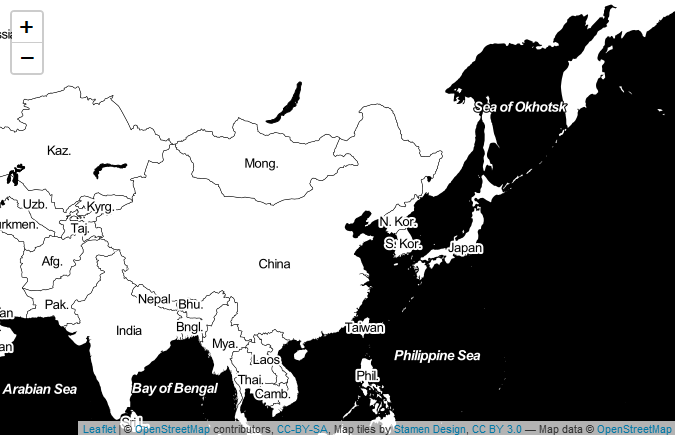 +
−
Sea of Okhotsk
Kaz.
Mong.
Uzb.
Kyrg.
Taj.
N. Kor.
S. Kor.
Japan
Afg.
China
Pak.
Nepal
Bhu.
India
Bngl.
Taiwan
Mya.
Philippine Sea
Laos
Thai.
Phil.
Camb.
Arabian Sea
Bay of Bengal
Leaflet | © OpenStreetMap contributors, CC-BY-SA, Map tiles by Stamen Design, CC BY 3.0 — Map data © OpenStreetMap